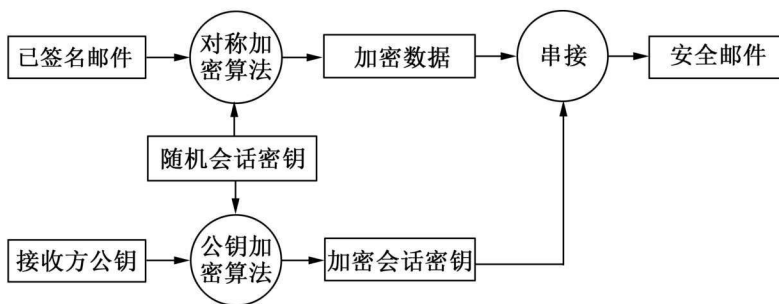 已签名邮件
对称加
密算法
加密数据
串接
安全邮件
随机会话密钥
接收方公钥
公钥加
密算法
加密会话密钥